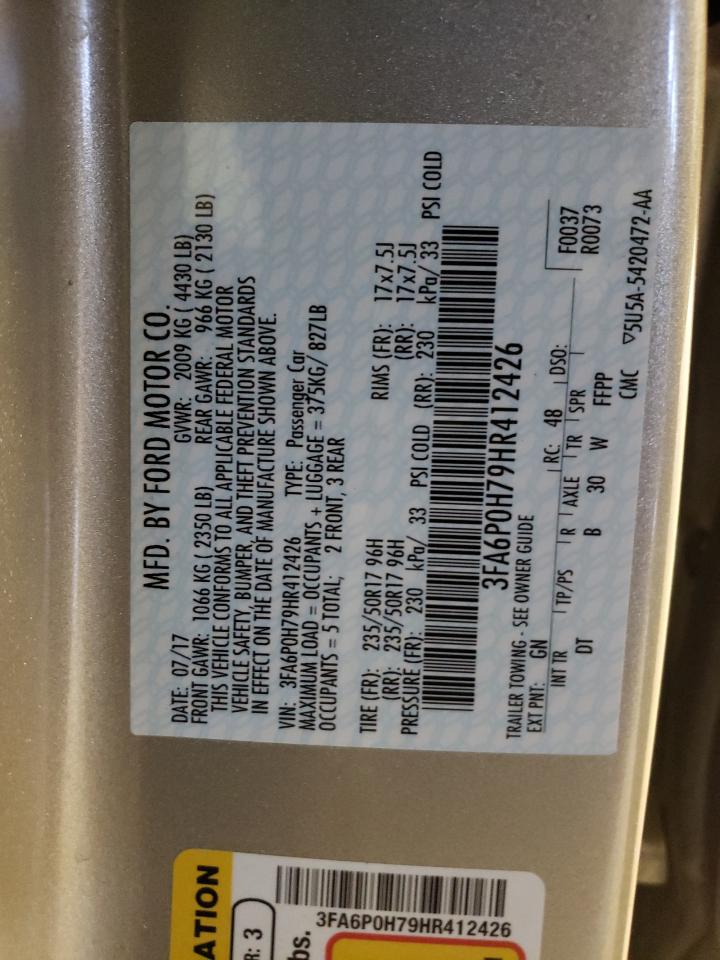 MFD. BY FORD MOTOR CO.
DATE: 07/17 GVWR: 2009 KG ( 4430 LB)
FRONT GAWR: 1066 KG ( 2350 LB) REAR GAWR: 966 KG ( 2130 LB)
THIS VEHICLE CONFORMS TO ALL APPLICABLE FEDERAL MOTOR
VEHICLE SAFETY, BUMPER, AND THEFT PREVENTION STANDARDS
IN EFFECT ON THE DATE OF MANUFACTURE SHOWN ABOVE.
VIN: 3FA6P0H79HR412426 TYPE: Passenger Car
MAXIMUM LOAD = OCCUPANTS + LUGGAGE = 375KG/ 827LB
OCCUPANTS = 5 TOTAL; 2 FRONT, 3 REAR
TIRE (FR): 235/50R17 96H RIMS (FR): 17x7.5J
(RR): 235/50R17 96H (RR): 17x7.5J
PRESSURE (FR): 230 kPa/ 33 PSI COLD (RR): 230 kPa/ 33 PSI COLD
3FA6P0H79HR412426
TRAILER TOWING - SEE OWNER GUIDE
EXT PNT: GN RC: 48 DSO: F0037
R0073
INT TR TP/PS R AXLE TR SPR
DT B 30 W FFPP
CMC ▽5U5A-5420472-AA
ATION
R: 3
bs.
3FA6P0H79HR412426